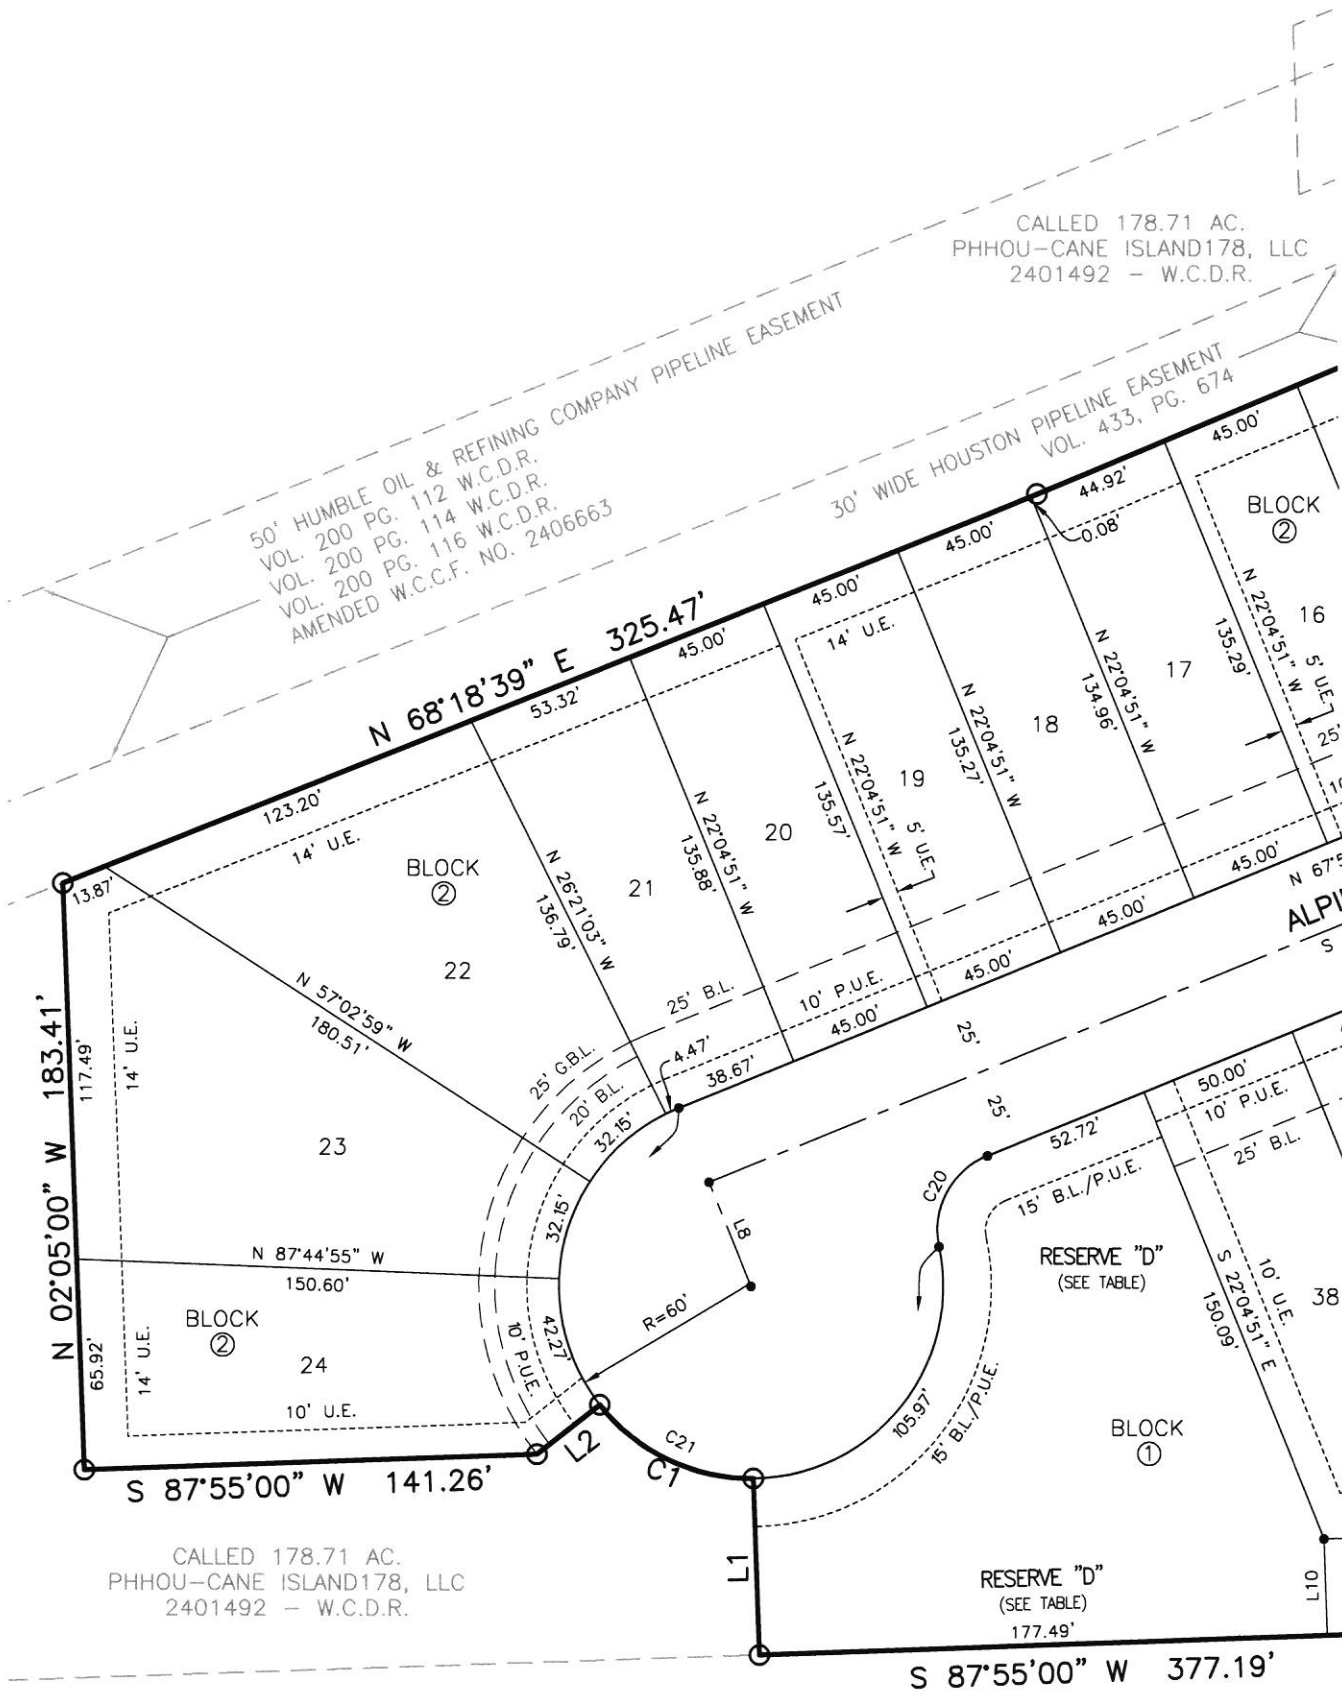 CALLED 178.71 AC.
PHHOU-CANE ISLAND178, LLC
2401492 - W.C.D.R.
50' HUMBLE OIL & REFINING COMPANY PIPELINE EASEMENT
VOL. 200 PG. 112 W.C.D.R.
VOL. 200 PG. 114 W.C.D.R.
VOL. 200 PG. 116 W.C.D.R.
AMENDED W.C.C.F. NO. 2406663
30' WIDE HOUSTON PIPELINE EASEMENT
VOL. 433, PG. 674
N 68°18'39" E 325.47'
13.87'
123.20'
53.32'
45.00'
45.00'
45.00'
44.92'
0.08'
45.00'
14' U.E.
14' U.E.
BLOCK
②
16
N 22°04'51" W
5' U.E.
135.29'
17
N 22°04'51" W
134.96'
18
N 22°04'51" W
135.27'
19
N 22°04'51" W
135.57'
5' U.E.
20
N 22°04'51" W
135.88'
21
N 26°21'03" W
136.79'
BLOCK
②
22
N 57°02'59" W
180.51'
25'
10
25' B.L.
10' P.U.E.
45.00'
45.00'
45.00'
45.00'
38.67'
4.47'
N 67°5
ALPI
S
25'
25'
25' G.B.L.
20' B.L.
32.15'
32.15'
42.27'
10' P.U.E.
N 02°05'00" W 183.41'
117.49'
14' U.E.
23
N 87°44'55" W
150.60'
BLOCK
②
24
65.92'
14' U.E.
10' U.E.
S 87°55'00" W 141.26'
L2
C21
C1
R=60'
L8
C20
52.72'
50.00'
10' P.U.E.
25' B.L.
15' B.L./P.U.E.
RESERVE "D"
(SEE TABLE)
S 22°04'51" E
150.09'
10' U.E.
38
105.97'
15' B.L./P.U.E.
BLOCK
①
L1
RESERVE "D"
(SEE TABLE)
177.49'
L10
S 87°55'00" W 377.19'
CALLED 178.71 AC.
PHHOU-CANE ISLAND178, LLC
2401492 - W.C.D.R.